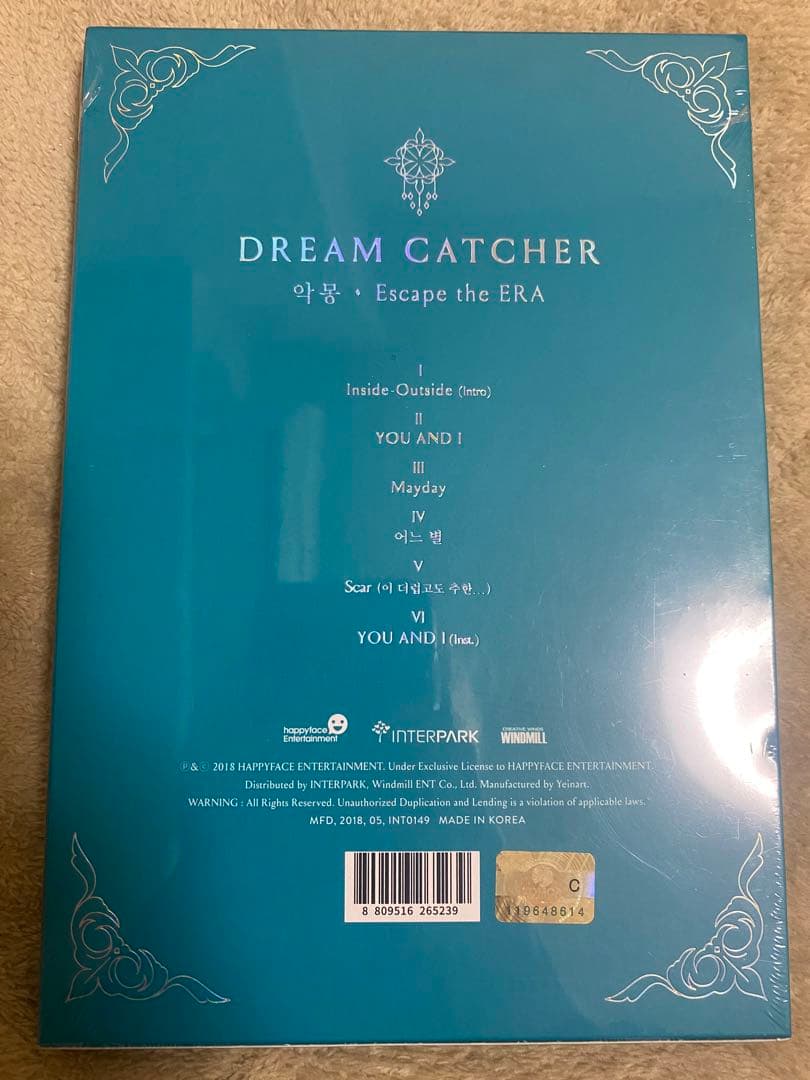 DREAM CATCHER
악몽 · Escape the ERA
I
Inside-Outside (Intro)
II
YOU AND I
III
Mayday
IV
어느 별
V
Scar (이 더럽고도 추한...)
VI
YOU AND I (Inst.)
happyface
Entertainment
INTERPARK
CREATIVE WINDS
WINDMILL
Ⓟ&Ⓒ 2018 HAPPYFACE ENTERTAINMENT. Under Exclusive License to HAPPYFACE ENTERTAINMENT.
Distributed by INTERPARK, Windmill ENT Co., Ltd. Manufactured by Yeinart.
WARNING : All Rights Reserved. Unauthorized Duplication and Lending is a violation of applicable laws.
MFD, 2018, 05, INT0149 MADE IN KOREA
8 809516 265239
C
119648614